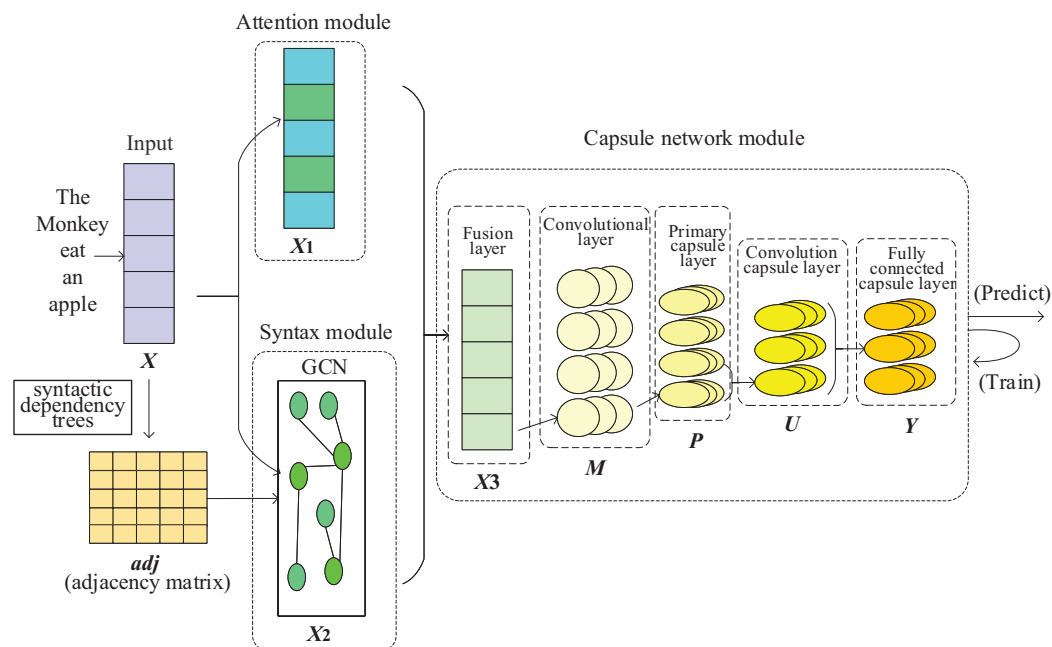 Attention module
X1
Input
The
Monkey
eat
an
apple
X
syntactic
dependency
trees
adj
(adjacency matrix)
Syntax module
GCN
X2
Capsule network module
Fusion
layer
X3
Convolutional
layer
M
Primary
capsule
layer
P
Convolution
capsule layer
U
Fully
connected
capsule layer
Y
(Predict)
(Train)